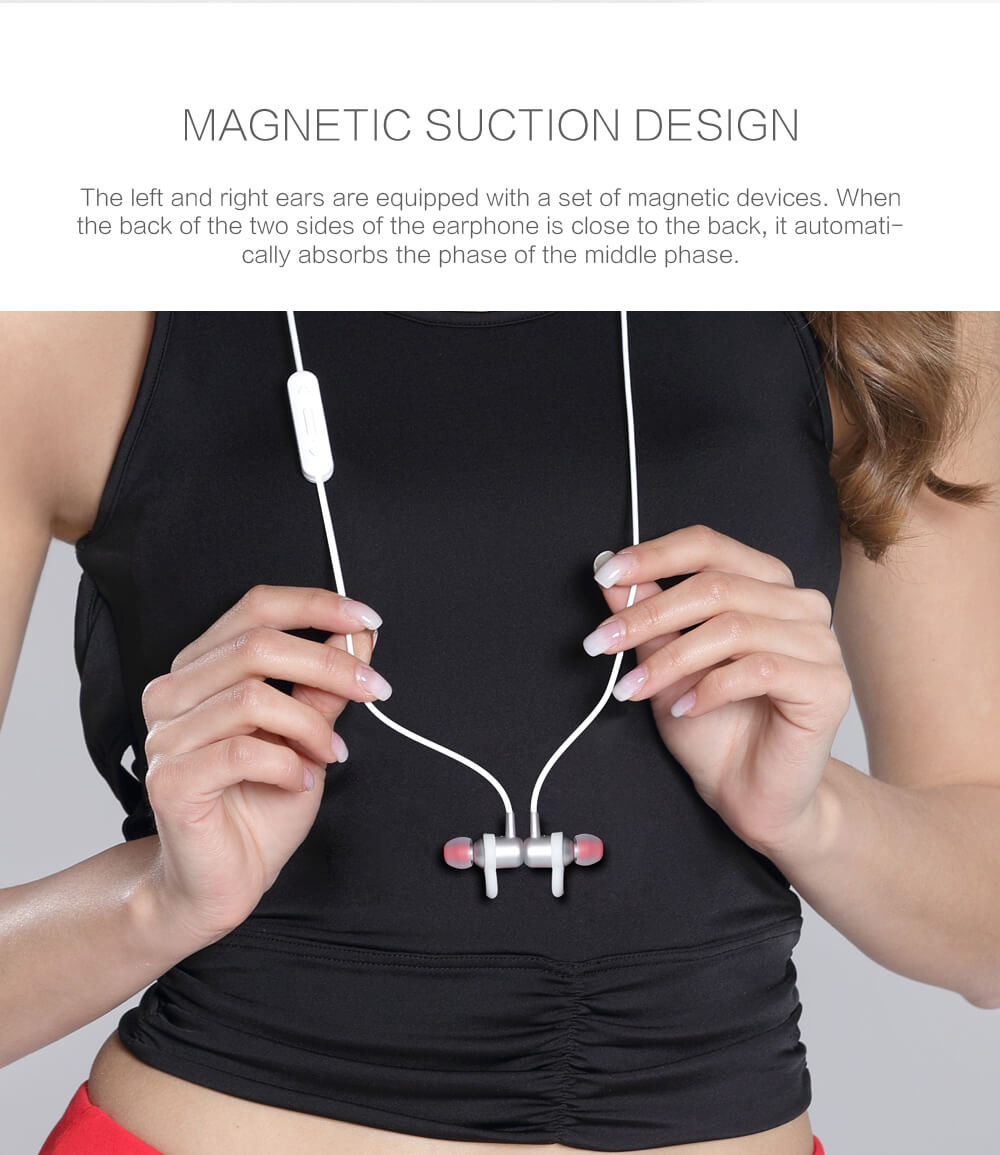 MAGNETIC SUCTION DESIGN
The left and right ears are equipped with a set of magnetic devices. When
the back of the two sides of the earphone is close to the back, it automati-
cally absorbs the phase of the middle phase.